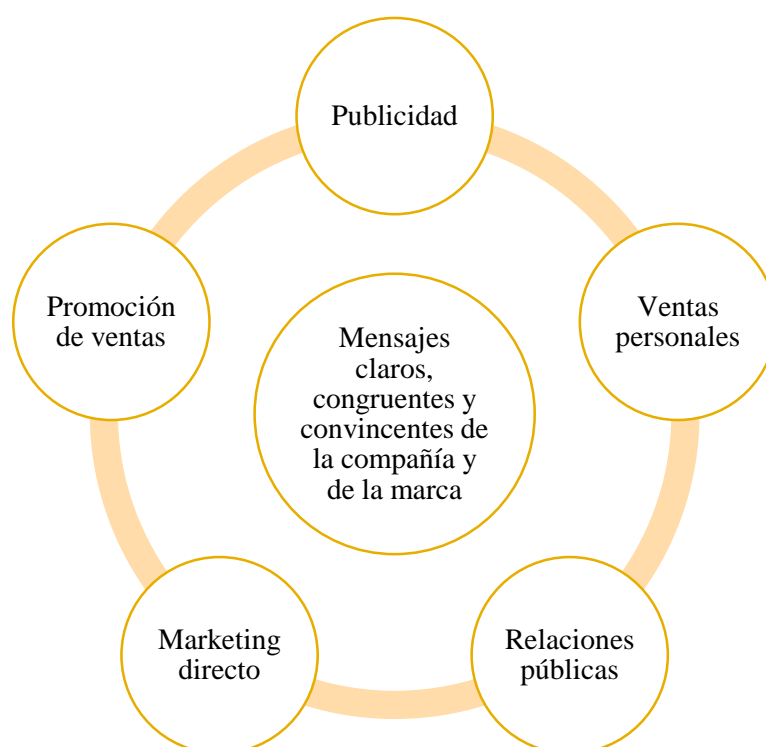 Publicidad
Ventas
personales
Relaciones
públicas
Marketing
directo
Promoción
de ventas
Mensajes
claros,
congruentes y
convincentes de
la compañía y
de la marca